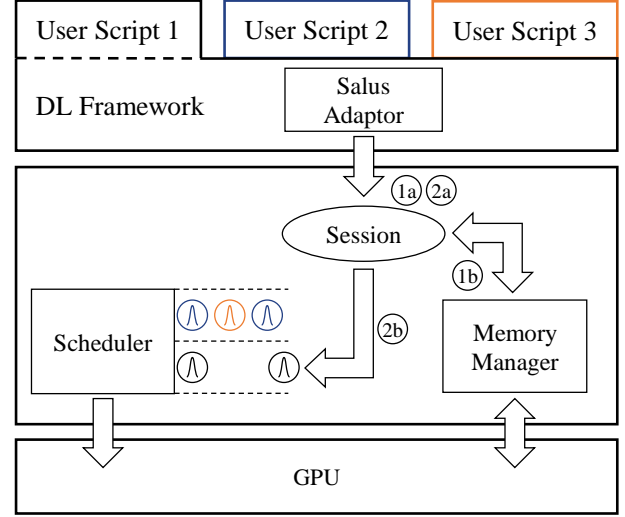 User Script 1
User Script 2
User Script 3
DL Framework
Salus
Adaptor
1a
2a
Session
1b
2b
Scheduler
Memory
Manager
GPU